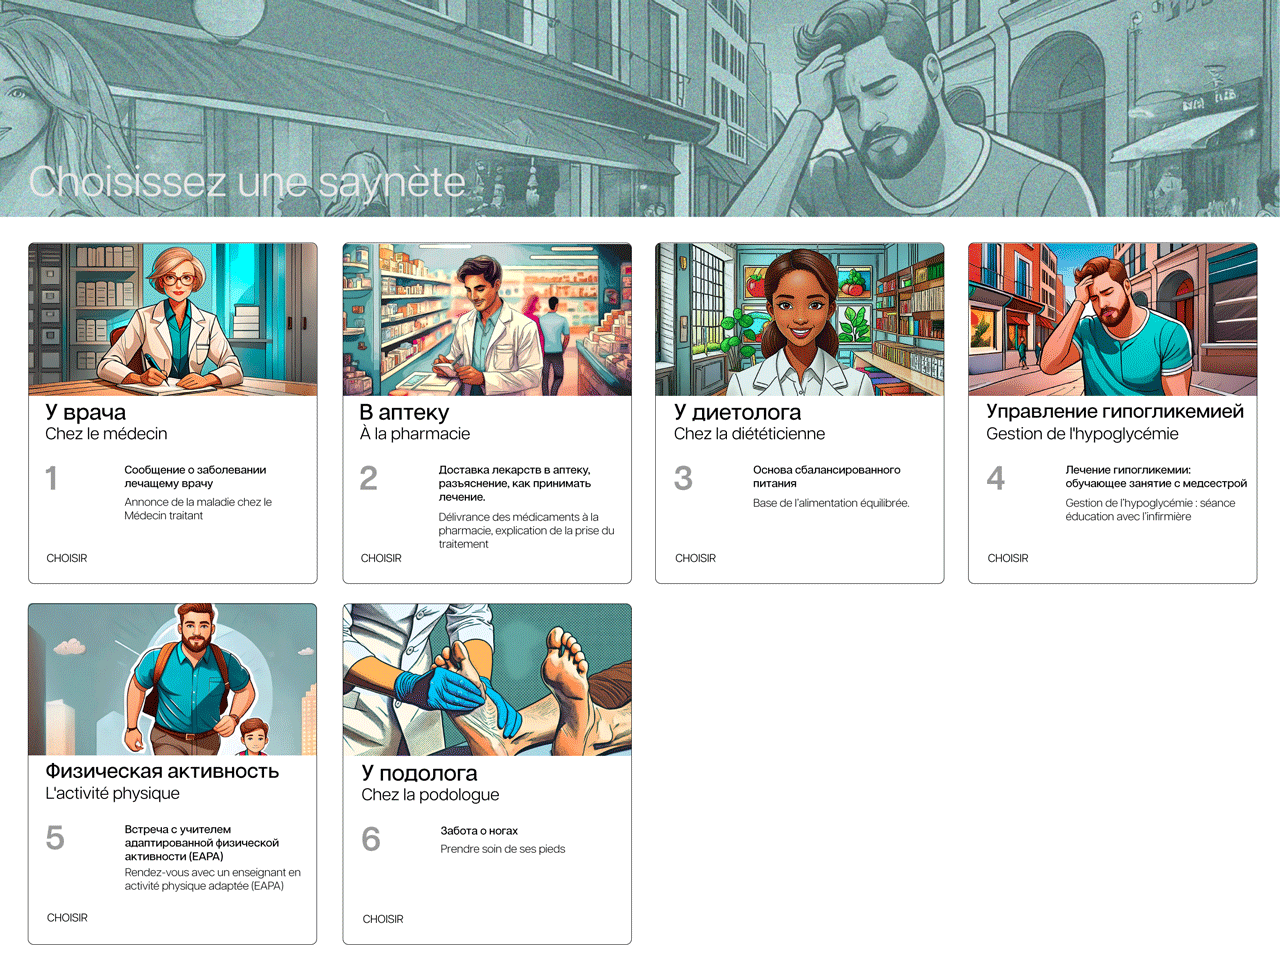 Choisissez une saynète
У врача
Chez le médecin
1
Сообщение о заболевании
лечащему врачу
Annonce de la maladie chez le
Médecin traitant
CHOISIR
В аптеку
À la pharmacie
2
Доставка лекарств в аптеку,
разъяснение, как принимать
лечение.
Délivrance des médicaments à la
pharmacie, explication de la prise du
traitement
CHOISIR
У диетолога
Chez la diététicienne
3
Основа сбалансированного
питания
Base de l'alimentation équilibrée.
CHOISIR
Управление гипогликемией
Gestion de l'hypoglycémie
4
Лечение гипогликемии:
обучающее занятие с медсестрой
Gestion de l'hypoglycémie : séance
éducation avec l'infirmière
CHOISIR
Физическая активность
L'activité physique
5
Встреча с учителем
адаптированной физической
активности (EAPA)
Rendez-vous avec un enseignant en
activité physique adaptée (EAPA)
CHOISIR
У подолога
Chez la podologue
6
Забота о ногах
Prendre soin de ses pieds
CHOISIR